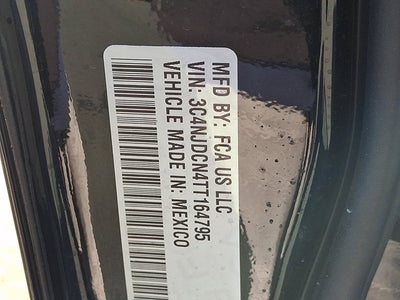 MFD BY: FCA US LLC
VIN: 3C4NJDCN4TT164795
VEHICLE MADE IN: MEXICO